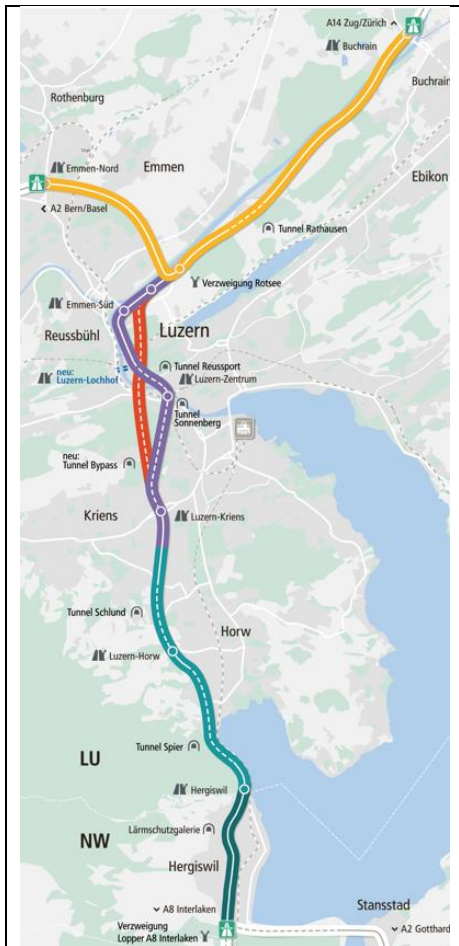 A14 Zug/Zürich
Buchrain
Buchrain
Rothenburg
Emmen-Nord
Emmen
Ebikon
A2 Bern/Basel
Tunnel Rathausen
Verzweigung Rotsee
Emmen-Süd
Luzern
Reussbühl
Tunnel Reussport
neu:
Luzern-Lochhof
Luzern-Zentrum
Tunnel
Sonnenberg
neu:
Tunnel Bypass
Kriens
Luzern-Kriens
Tunnel Schlund
Horw
Luzern-Horw
Tunnel Spier
LU
Hergiswil
NW
Lärmschutzgalerie
Hergiswil
Stansstad
A8 Interlaken
Verzweigung
Lopper A8 Interlaken
A2 Gotthard